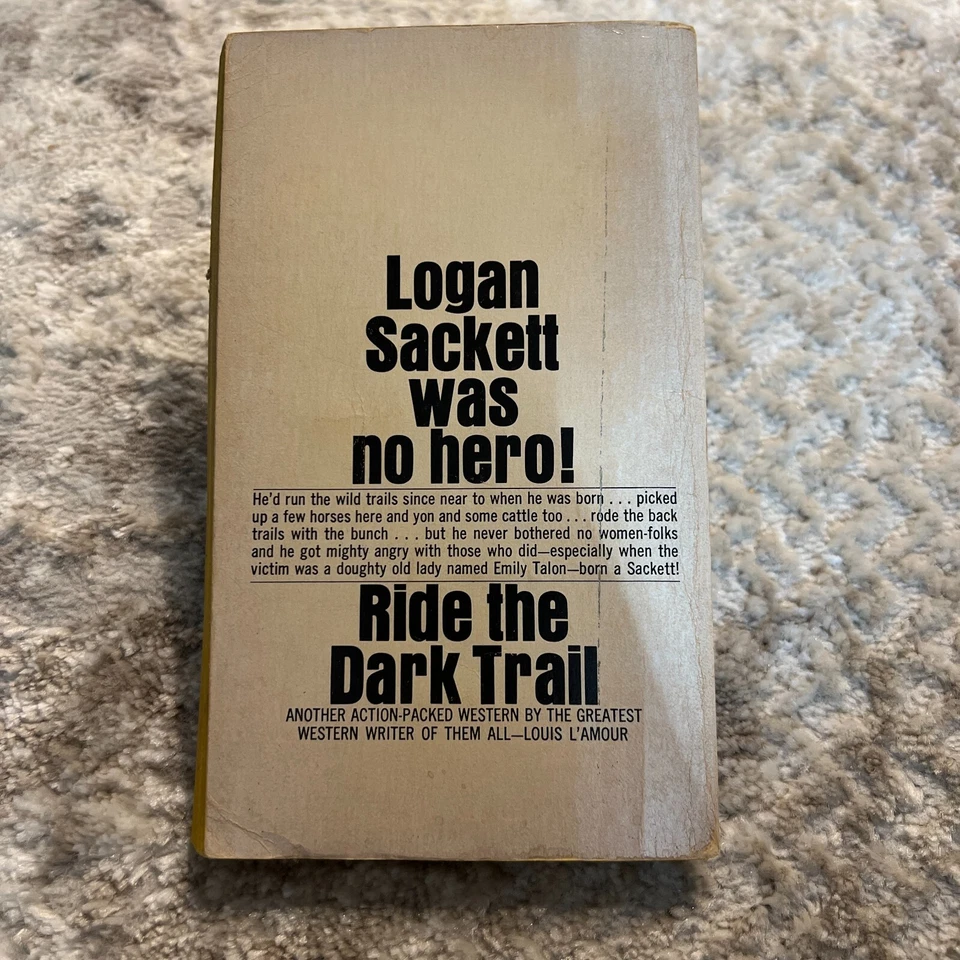 Logan
Sackett
was
no hero!
He'd run the wild trails since near to when he was born . . . picked
up a few horses here and yon and some cattle too . . . rode the back
trails with the bunch . . . but he never bothered no women-folks
and he got mighty angry with those who did—especially when the
victim was a doughty old lady named Emily Talon—born a Sackett!
Ride the
Dark Trail
ANOTHER ACTION-PACKED WESTERN BY THE GREATEST
WESTERN WRITER OF THEM ALL—LOUIS L'AMOUR